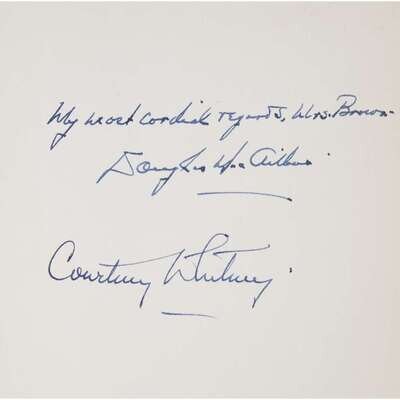 My most cordial regards, Mrs. Brown.
Douglas MacArthur.
Courtney Whitney.